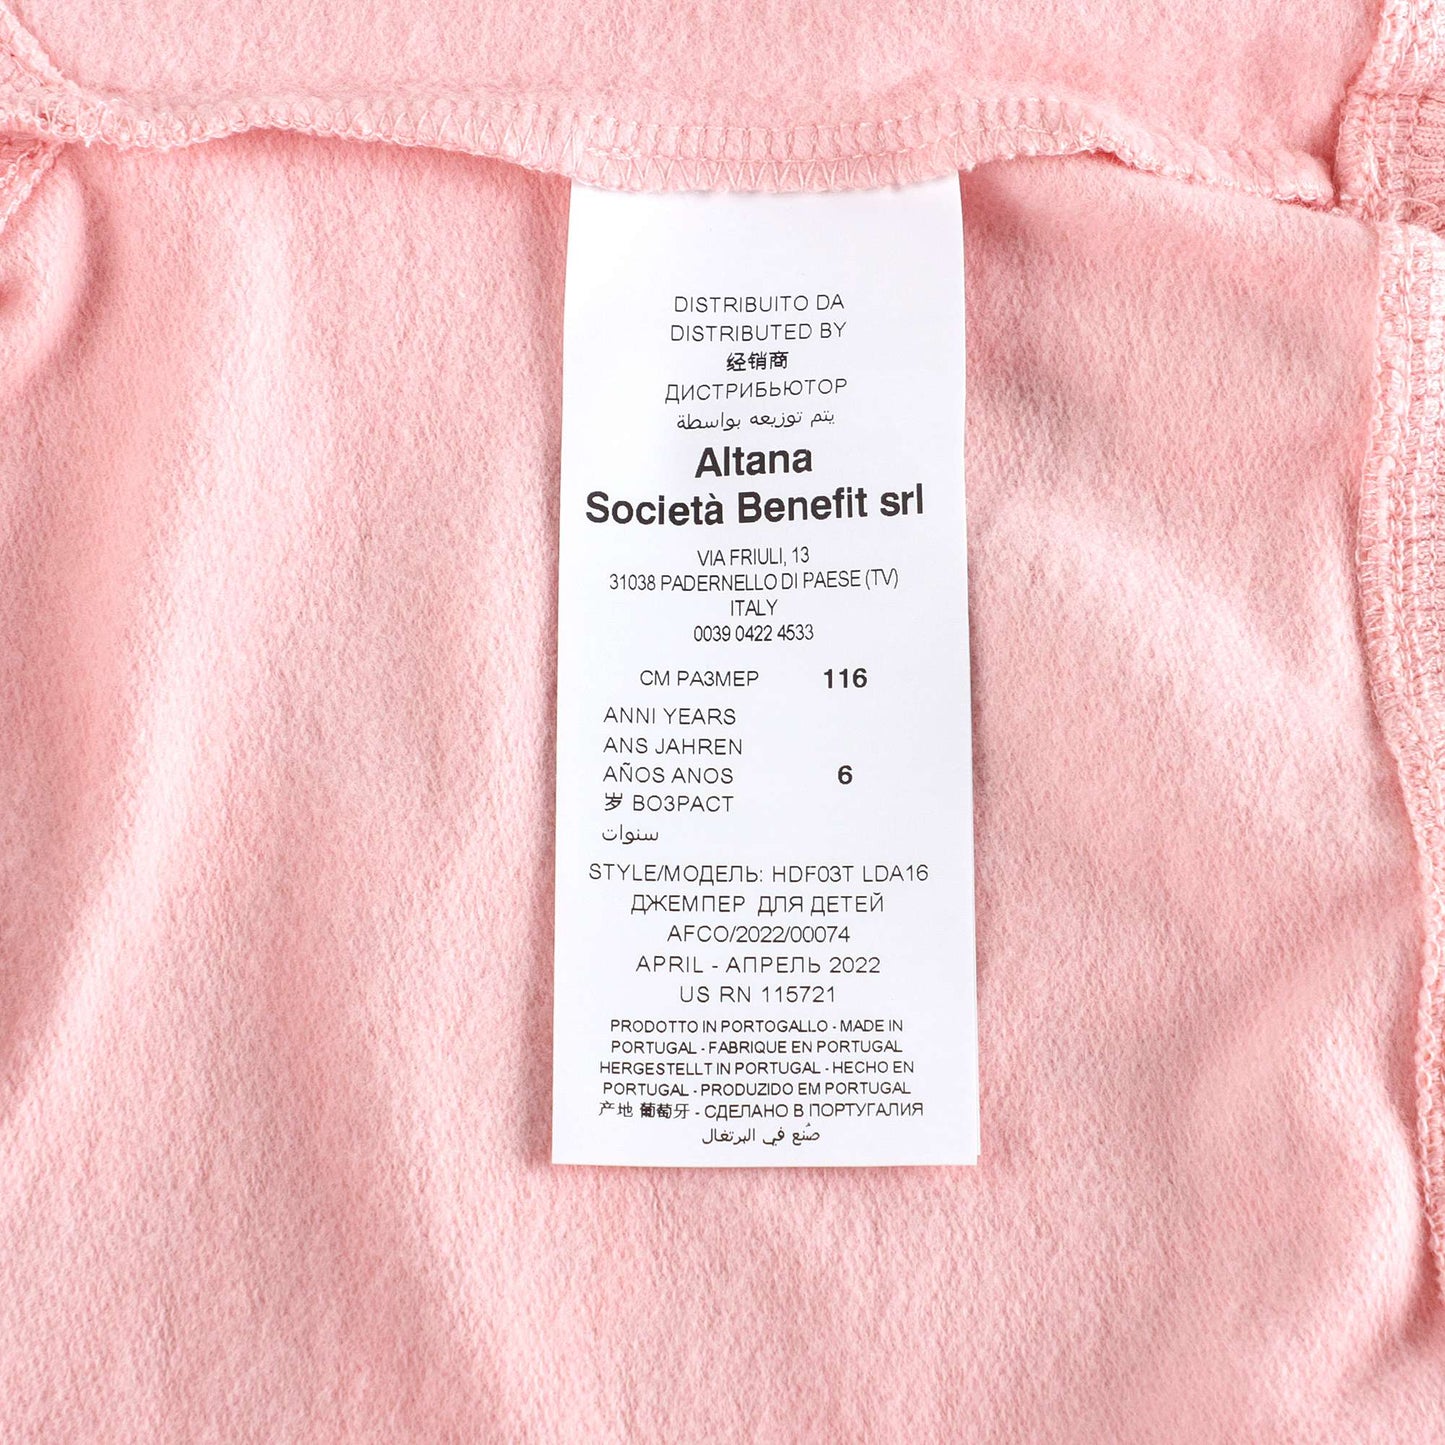 DISTRIBUITO DA
DISTRIBUTED BY
经销商
ДИСТРИБЬЮТОР
يتم توزيعه بواسطة
Altana
Società Benefit srl
VIA FRIULI, 13
31038 PADERNELLO DI PAESE (TV)
ITALY
0039 0422 4533
CM РАЗМЕР 116
ANNI YEARS
ANS JAHREN
AÑOS ANOS 6
岁 ВОЗРАСТ
سنوات
STYLE/МОДЕЛЬ: HDF03T LDA16
ДЖЕМПЕР ДЛЯ ДЕТЕЙ
AFCO/2022/00074
APRIL - АПРЕЛЬ 2022
US RN 115721
PRODOTTO IN PORTOGALLO - MADE IN
PORTUGAL - FABRIQUE EN PORTUGAL
HERGESTELLT IN PORTUGAL - HECHO EN
PORTUGAL - PRODUZIDO EM PORTUGAL
产地 葡萄牙 - СДЕЛАНО В ПОРТУГАЛИЯ
صُنع في البرتغال